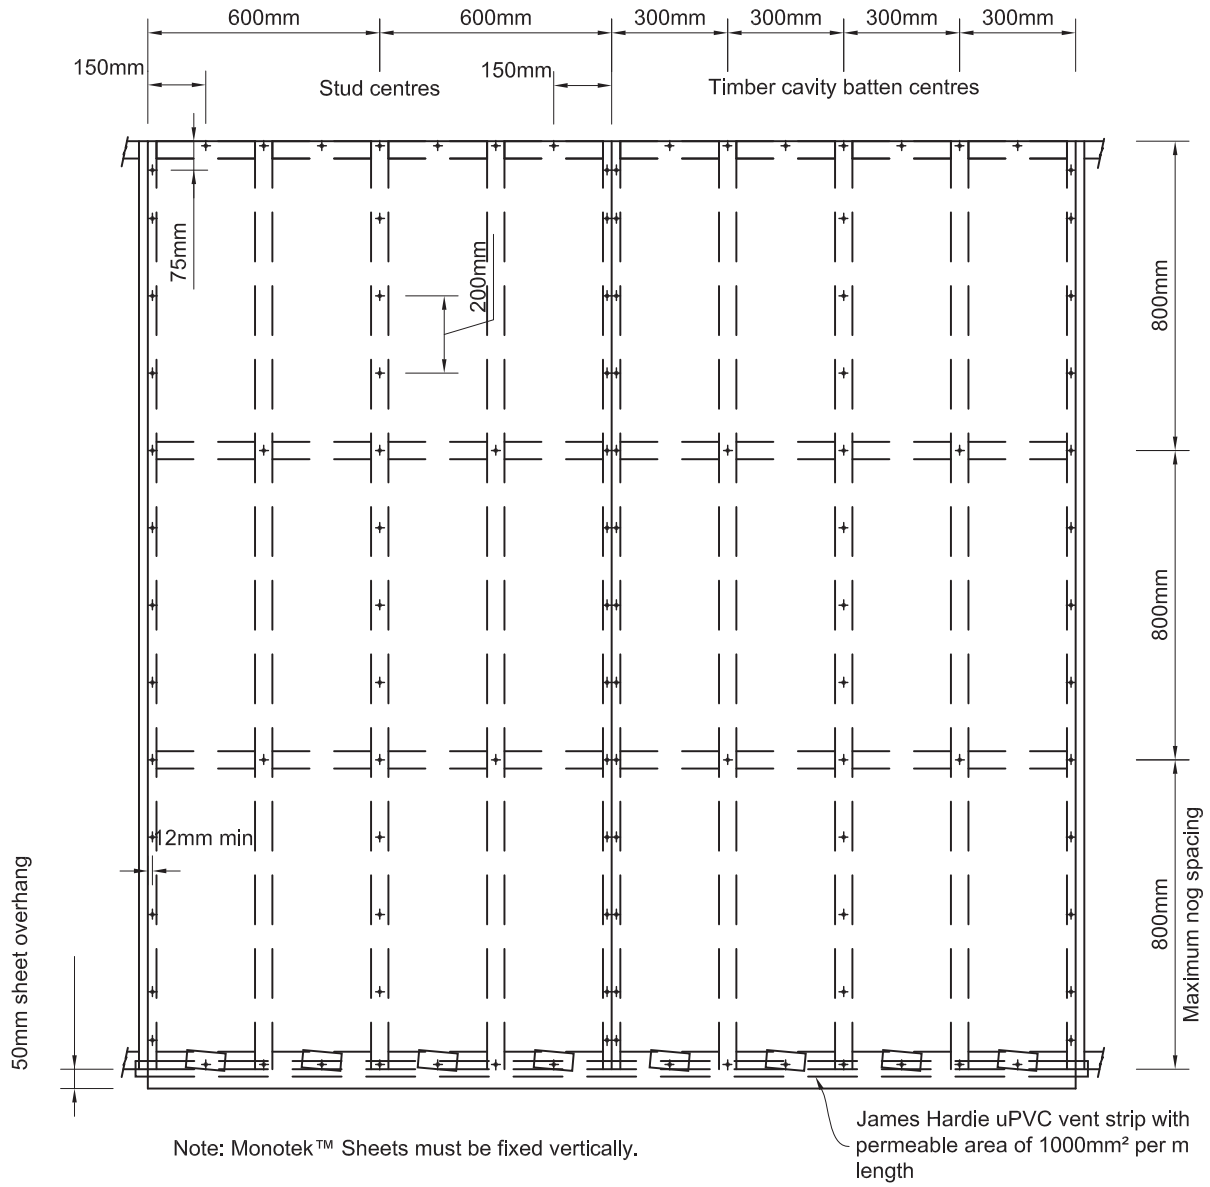 600mm
600mm
300mm
300mm
300mm
300mm
150mm
Stud centres
150mm
Timber cavity batten centres
75mm
200mm
800mm
800mm
12mm min
50mm sheet overhang
800mm
Maximum nog spacing
Note: Monotek™ Sheets must be fixed vertically.
James Hardie uPVC vent strip with
permeable area of 1000mm² per m
length